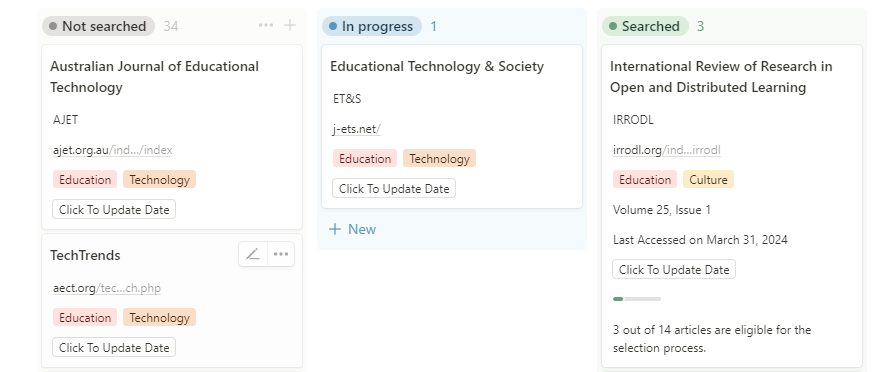 Not searched 34
Australian Journal of Educational
Technology
AJET
ajet.org.au/ind.../index
Education Technology
Click To Update Date
TechTrends
aect.org/tec...ch.php
Education Technology
Click To Update Date
In progress 1
Educational Technology & Society
ET&S
j-ets.net/
Education Technology
Click To Update Date
+ New
Searched 3
International Review of Research in
Open and Distributed Learning
IRRODL
irrodl.org/ind...irrodl
Education Culture
Volume 25, Issue 1
Last Accessed on March 31, 2024
Click To Update Date
3 out of 14 articles are eligible for the
selection process.